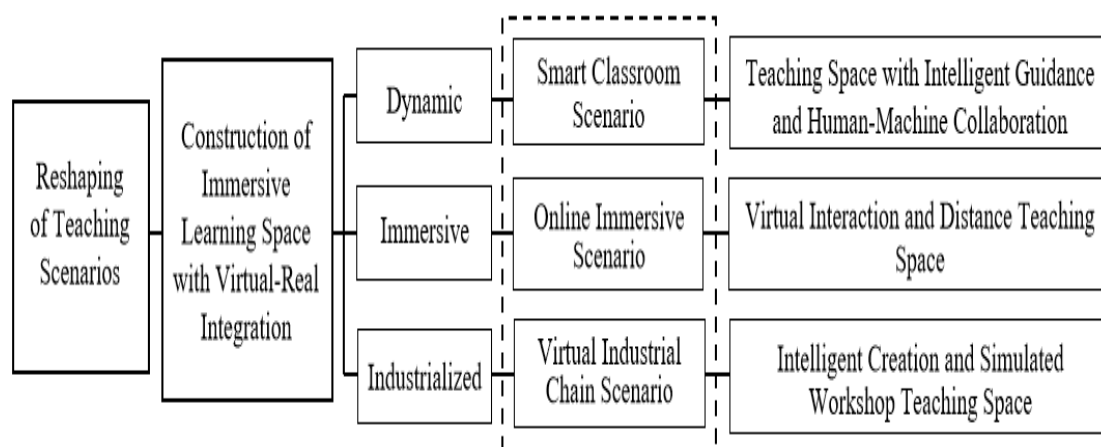 Reshaping
of Teaching
Scenarios
Construction of
Immersive
Learning Space
with Virtual-Real
Integration
Dynamic
Smart Classroom
Scenario
Teaching Space with Intelligent Guidance
and Human-Machine Collaboration
Immersive
Online Immersive
Scenario
Virtual Interaction and Distance Teaching
Space
Industrialized
Virtual Industrial
Chain Scenario
Intelligent Creation and Simulated
Workshop Teaching Space